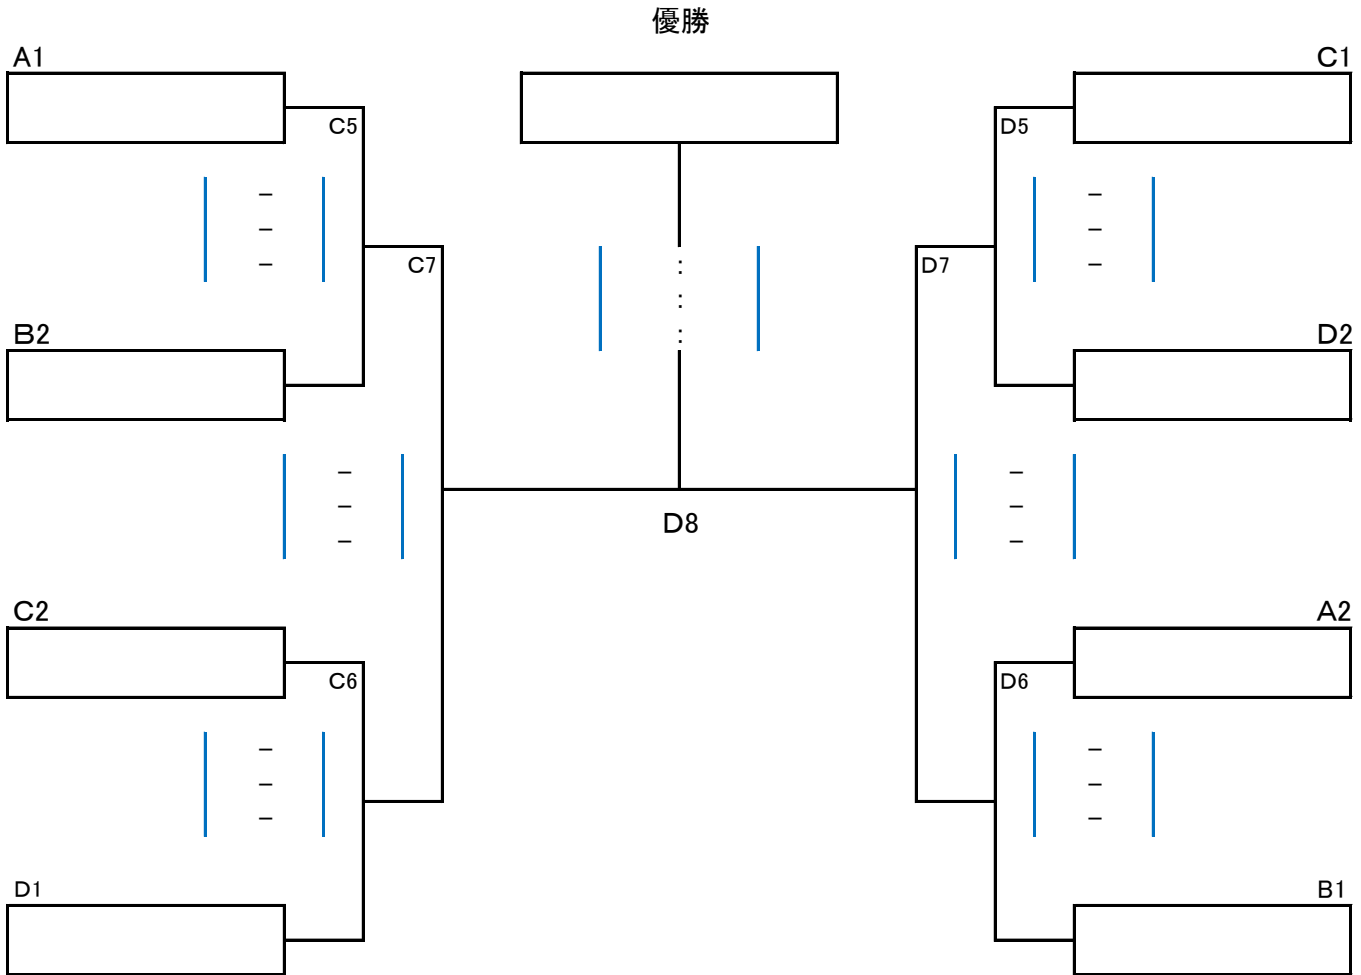 優勝
A1
C1
C5
D5
－
－
－
－
－
－
B2
D2
C7
D7
：
：
：
－
－
－
－
－
－
D8
C2
A2
C6
D6
－
－
－
－
－
－
D1
B1